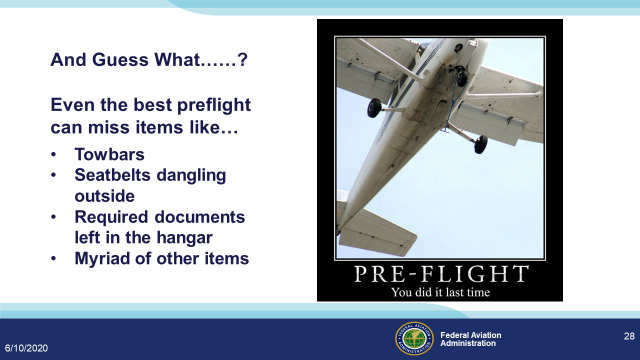 And Guess What……?
Even the best preflight
can miss items like…
• Towbars
• Seatbelts dangling
outside
• Required documents
left in the hangar
• Myriad of other items
PRE-FLIGHT
You did it last time
6/10/2020
Federal Aviation
Administration
28